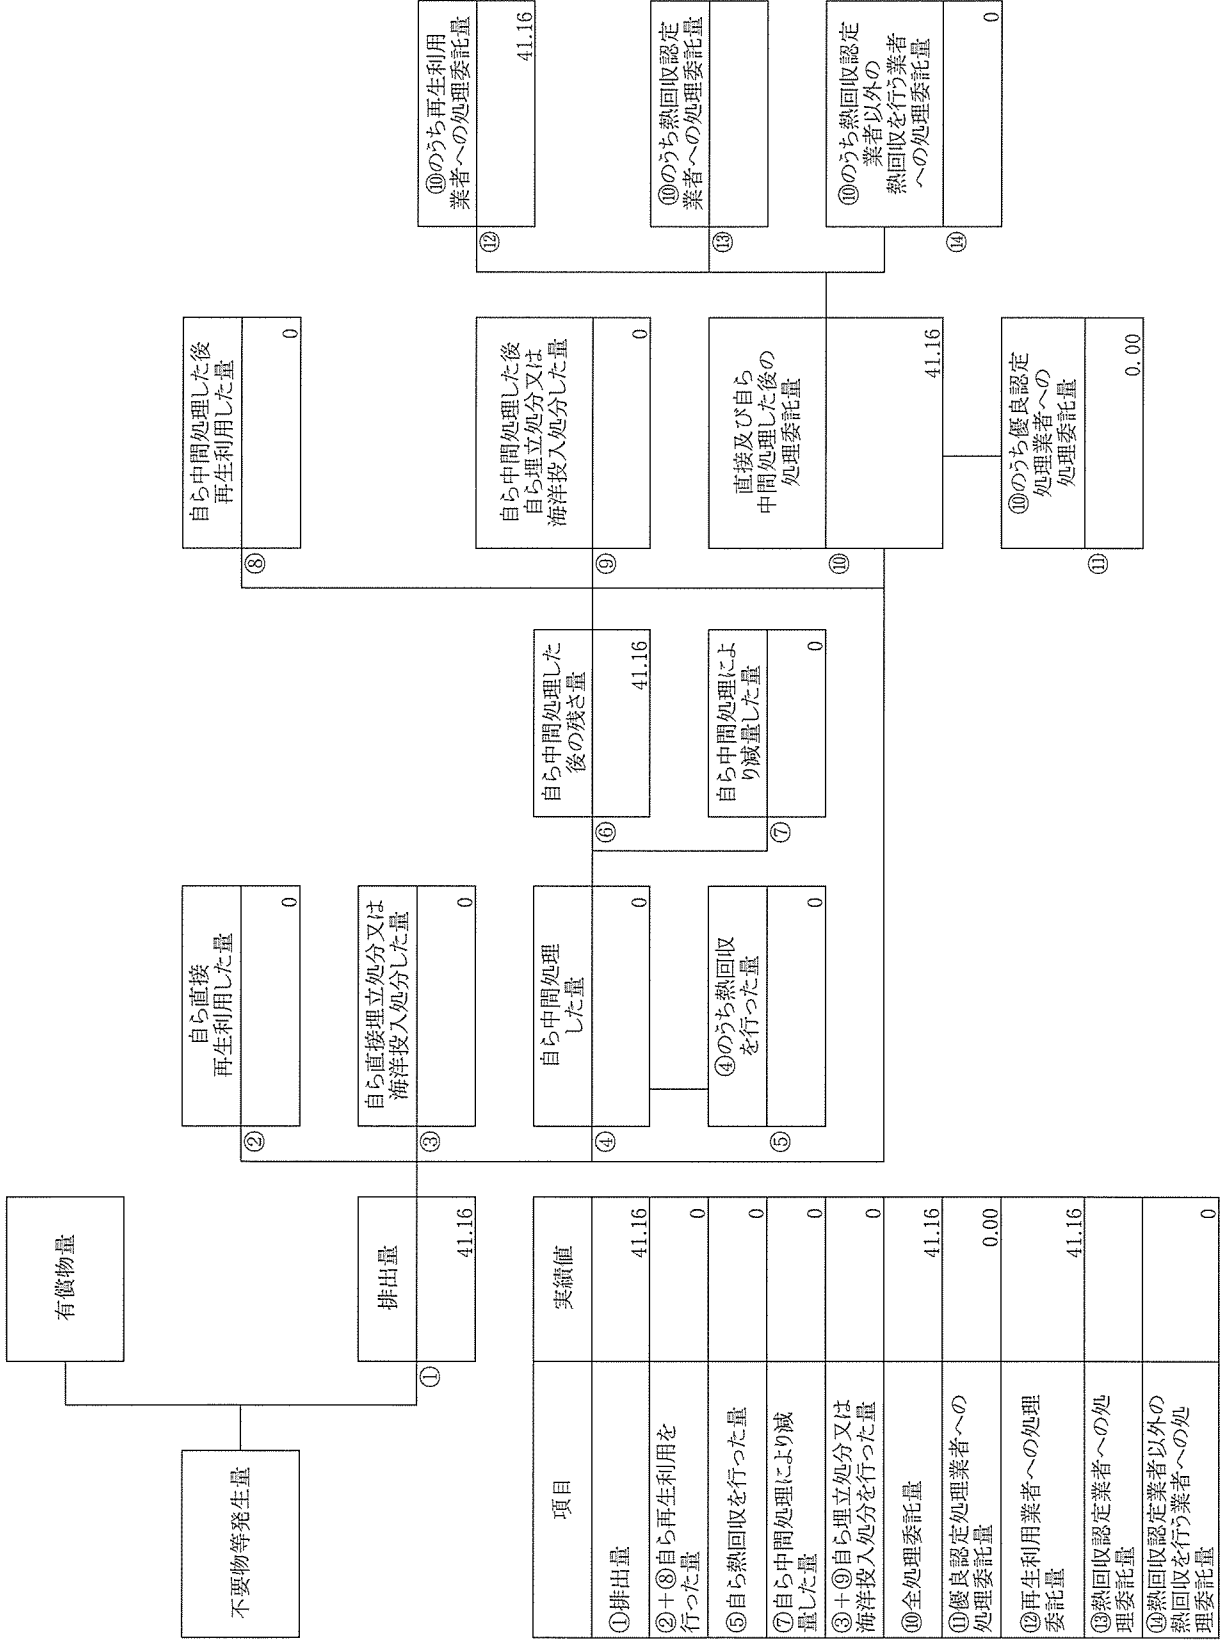 不要物等発生量
有償物量
排出量
①
41.16
自ら直接
再生利用した量
②
0
自ら直接埋立処分又は
海洋投入処分した量
③
0
自ら中間処理
した量
④
0
④のうち熱回収
を行った量
⑤
0
自ら中間処理した
後の残さ量
⑥
41.16
自ら中間処理によ
り減量した量
⑦
0
自ら中間処理した後
再生利用した量
⑧
0
自ら中間処理した後
自ら埋立処分又は
海洋投入処分した量
⑨
0
直接及び自ら
中間処理した後の
処理委託量
⑩
41.16
⑩のうち優良認定
処理業者への
処理委託量
⑪
0.00
⑩のうち再生利用
業者への処理委託量
⑫
41.16
⑩のうち熱回収認定
業者への処理委託量
⑬
⑩のうち熱回収認定
業者以外の
熱回収を行う業者
への処理委託量
⑭
0
項目 実績値
①排出量 41.16
②＋⑧自ら再生利用を
行った量 0
⑤自ら熱回収を行った量 0
⑦自ら中間処理により減
量した量 0
③＋⑨自ら埋立処分又は
海洋投入処分を行った量 0
⑩全処理委託量 41.16
⑪優良認定処理業者への
処理委託量 0.00
⑫再生利用業者への処理
委託量 41.16
⑬熱回収認定業者への処
理委託量
⑭熱回収認定業者以外の
熱回収を行う業者への処
理委託量 0